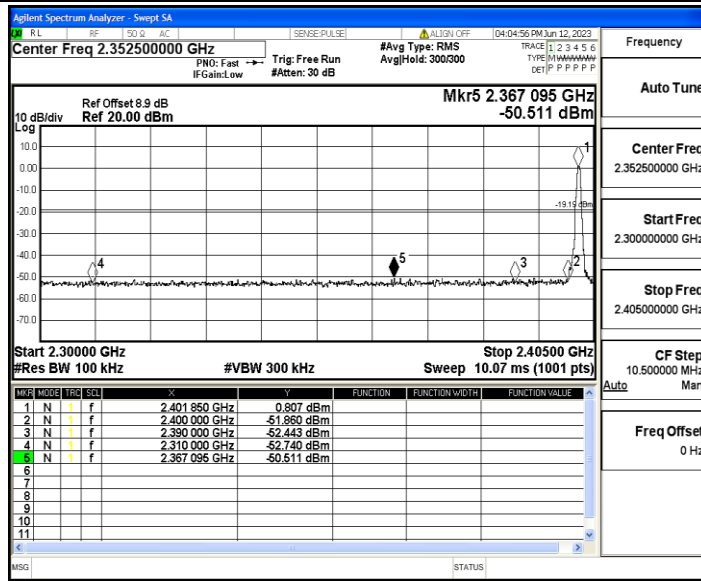 Agilent Spectrum Analyzer - Swept SA
RL RF 50 Ω AC SENSE:PULSE ALIGN OFF 04:04:56 PM Jun 12, 2023
Center Freq 2.352500000 GHz
PNO: Fast Trig: Free Run
IFGain:Low #Atten: 30 dB
#Avg Type: RMS
Avg|Hold: 300/300
TRACE 1 2 3 4 5 6
TYPE MWWWWW
DET P P P P P P
Ref Offset 8.9 dB
10 dB/div Ref 20.00 dBm
Log
Mkr5 2.367 095 GHz
-50.511 dBm
10.0
0.00
-10.0
-20.0
-30.0
-40.0
-50.0
-60.0
-70.0
1
-19.19 dBm
4
5
3
2
Start 2.30000 GHz Stop 2.40500 GHz
#Res BW 100 kHz #VBW 300 kHz Sweep 10.07 ms (1001 pts)
MKR MODE TRC SCL X Y FUNCTION FUNCTION WIDTH FUNCTION VALUE
1 N 1 f 2.401 850 GHz 0.807 dBm
2 N 1 f 2.400 000 GHz -51.860 dBm
3 N 1 f 2.390 000 GHz -52.443 dBm
4 N 1 f 2.310 000 GHz -52.740 dBm
5 N 1 f 2.367 095 GHz -50.511 dBm
6
7
8
9
10
11
MSG STATUS
Frequency
Auto Tune
Center Freq
2.352500000 GHz
Start Freq
2.300000000 GHz
Stop Freq
2.405000000 GHz
CF Step
10.500000 MHz
Auto Man
Freq Offset
0 Hz